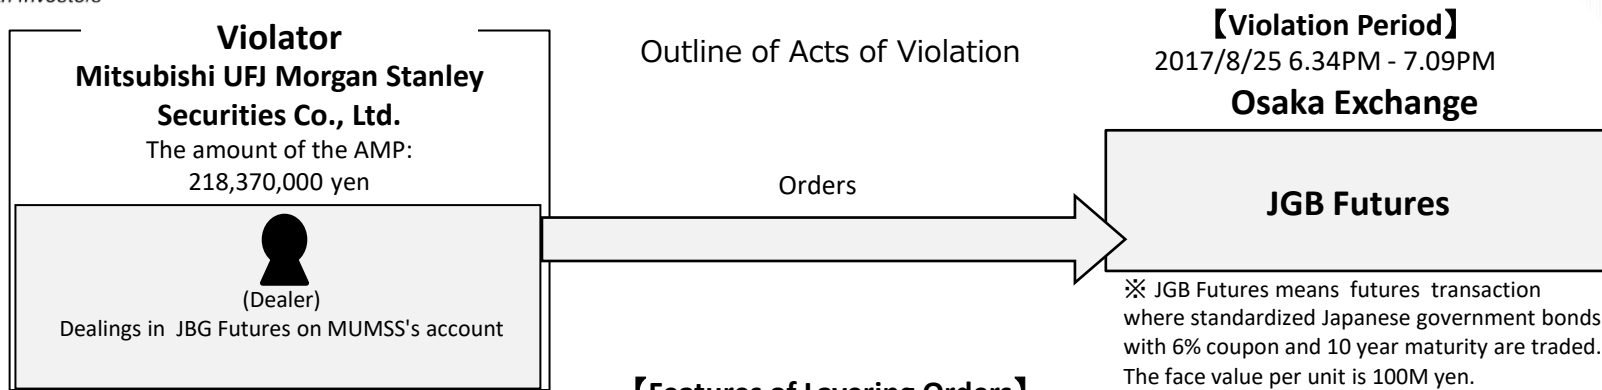 Violator
Mitsubishi UFJ Morgan Stanley
Securities Co., Ltd.
The amount of the AMP:
218,370,000 yen
(Dealer)
Dealings in JBG Futures on MUMSS's account
Outline of Acts of Violation
Orders
【Violation Period】
2017/8/25 6.34PM - 7.09PM
Osaka Exchange
JGB Futures
※ JGB Futures means futures transaction
where standardized Japanese government bonds
with 6% coupon and 10 year maturity are traded.
The face value per unit is 100M yen.
【Features of Layering Orders】